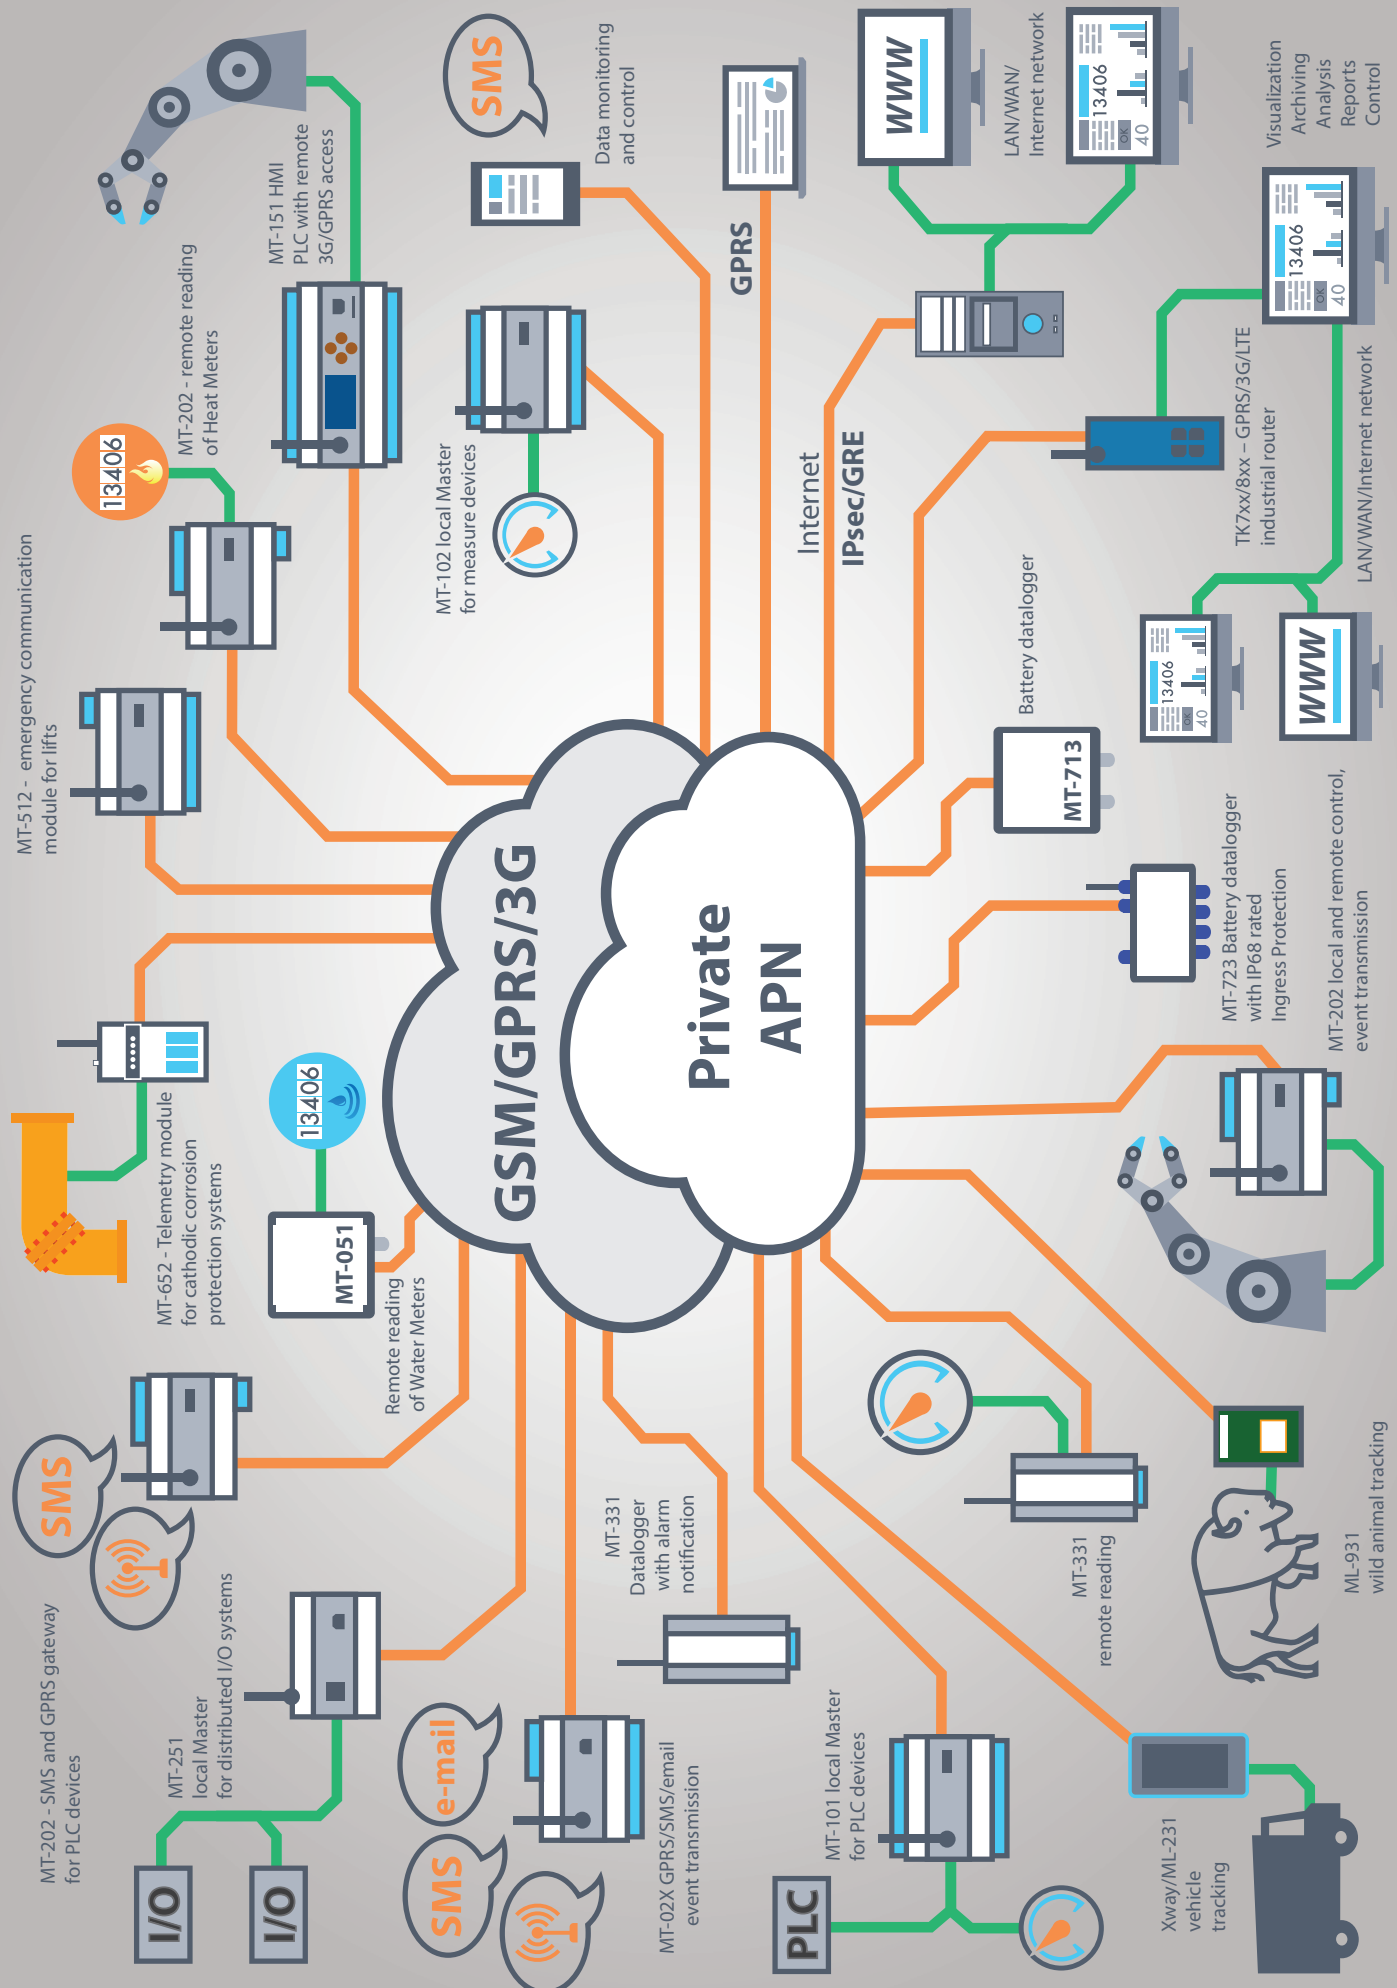 MT-202 - SMS and GPRS gateway
for PLC devices
SMS
MT-652 - Telemetry module
for cathodic corrosion
protection systems
MT-512 - emergency communication
module for lifts
MT-202 - remote reading
of Heat Meters
13406
MT-151 HMI
PLC with remote
3G/GPRS access
I/O
I/O
MT-251
local Master
for distributed I/O systems
Remote reading
of Water Meters
MT-051
13406
MT-102 local Master
for measure devices
SMS
Data monitoring
and control
SMS
e-mail
MT-02X GPRS/SMS/email
event transmission
MT-331
Datalogger
with alarm
notification
GSM/GPRS/3G
Private
APN
GPRS
Internet
IPsec/GRE
WWW
LAN/WAN/
Internet network
OK
40
13406
PLC
MT-101 local Master
for PLC devices
MT-331
remote reading
MT-723 Battery datalogger
with IP68 rated
Ingress Protection
MT-713
Battery datalogger
TK7xx/8xx – GPRS/3G/LTE
industrial router
Visualization
Archiving
Analysis
Reports
Control
OK
40
13406
Xway/ML-231
vehicle
tracking
ML-931
wild animal tracking
MT-202 local and remote control,
event transmission
OK
40
13406
WWW
LAN/WAN/Internet network